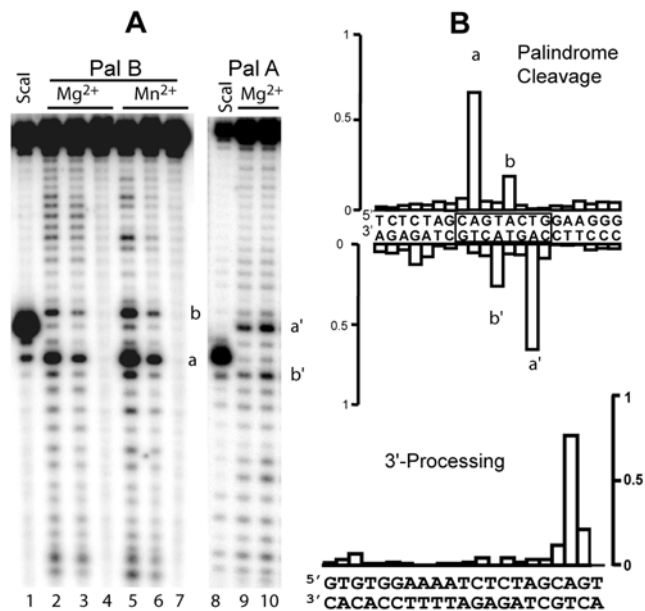 A
Pal B
Pal A
ScaI
Mg2+
Mn2+
ScaI
Mg2+
b
a
a'
b'
1 2 3 4 5 6 7 8 9 10
B
Palindrome
Cleavage
1
0.5
0
a
b
5' TCTCTAGCAGTACTGGAAGGG
3' AGAGATCGTCATGACCTTCCC
0
0.5
1
b'
a'
3'-Processing
1
0.5
0
5' GTGTGGAAAATCTCTAGCAGT
3' CACACCTTTTAGAGATCGTCA